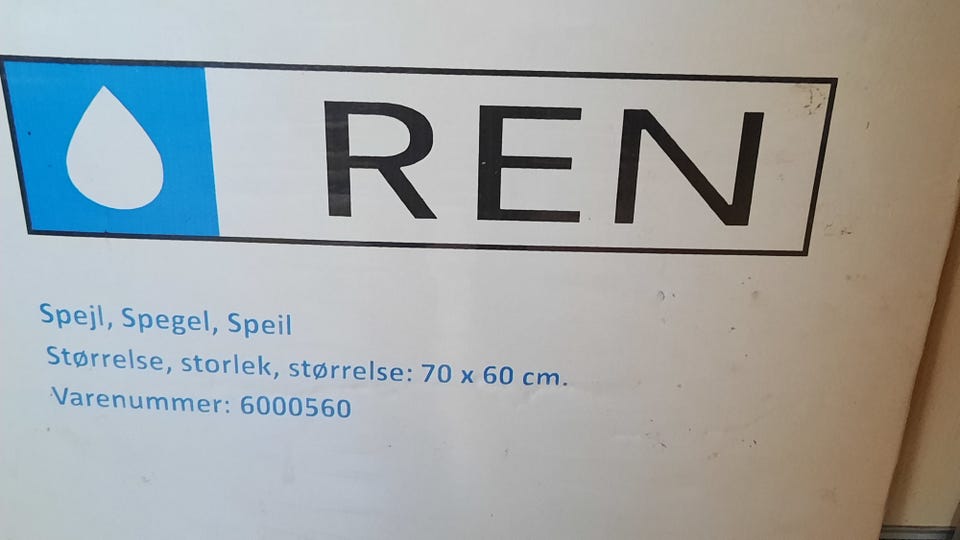 REN
Spejl, Spegel, Speil
Størrelse, storlek, størrelse: 70 x 60 cm.
Varenummer: 6000560